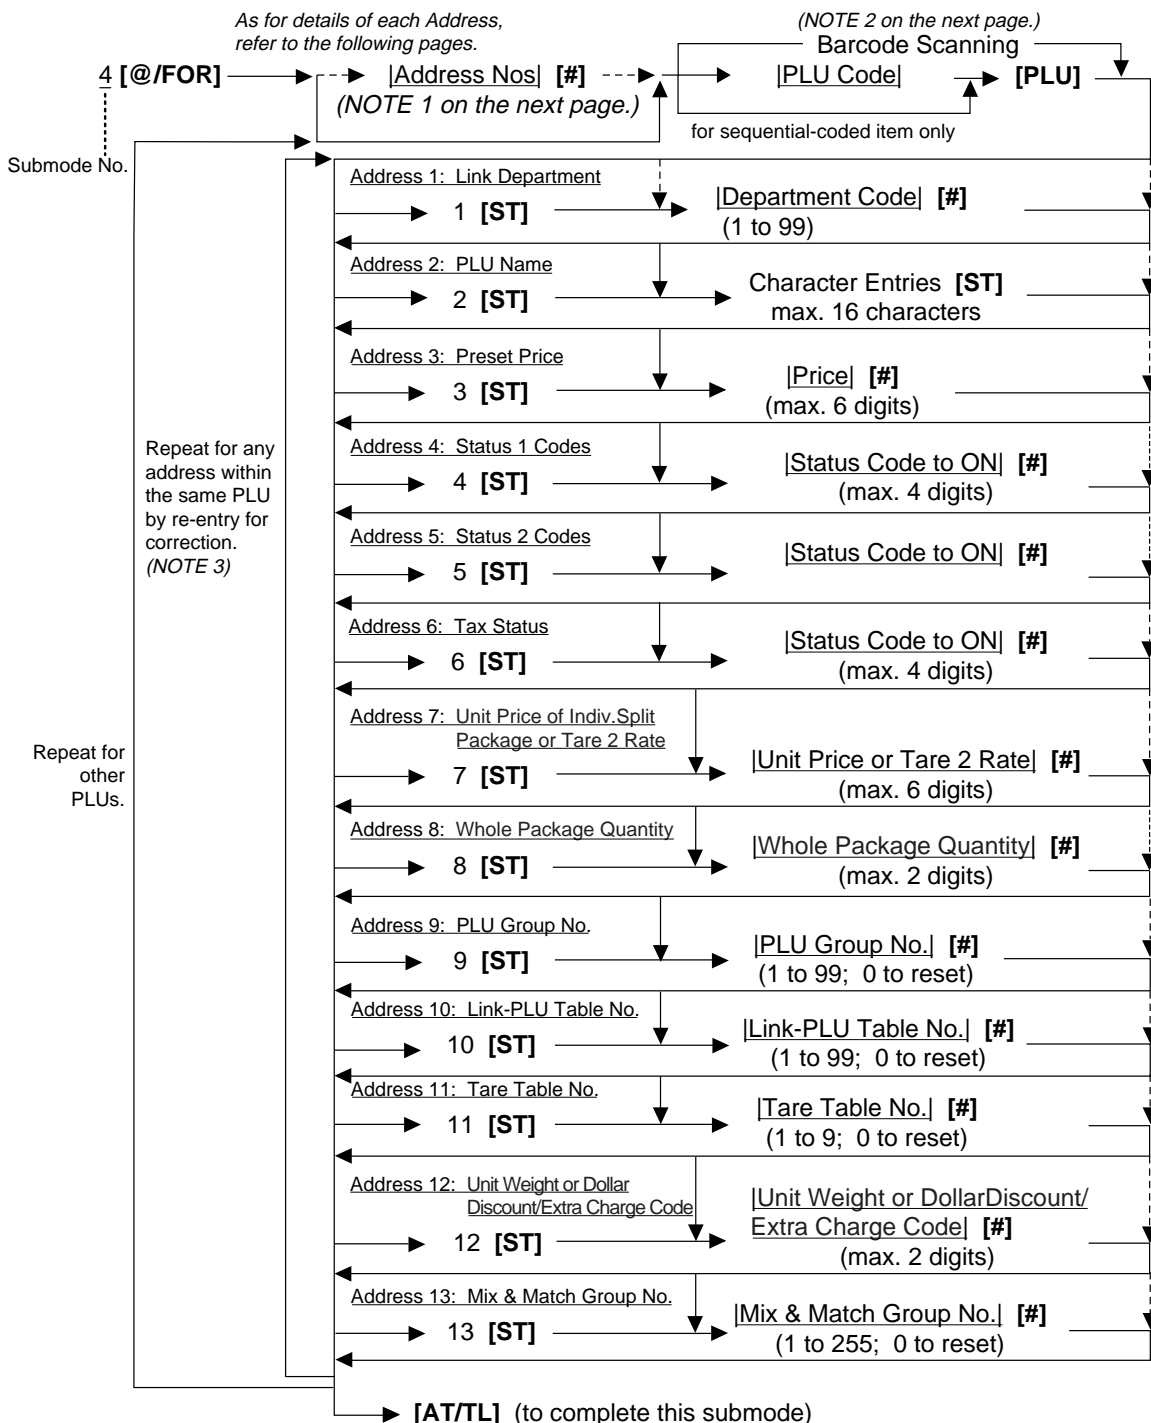 As for details of each Address,
refer to the following pages.
(NOTE 2 on the next page.)
Barcode Scanning
4 [@/FOR]
|Address Nos| [#]
(NOTE 1 on the next page.)
|PLU Code|
[PLU]
for sequential-coded item only
Submode No.
Address 1: Link Department
1 [ST]
|Department Code| [#]
(1 to 99)
Address 2: PLU Name
2 [ST]
Character Entries [ST]
max. 16 characters
Address 3: Preset Price
3 [ST]
|Price| [#]
(max. 6 digits)
Repeat for any
address within
the same PLU
by re-entry for
correction.
(NOTE 3)
Address 4: Status 1 Codes
4 [ST]
|Status Code to ON| [#]
(max. 4 digits)
Address 5: Status 2 Codes
5 [ST]
|Status Code to ON| [#]
Address 6: Tax Status
6 [ST]
|Status Code to ON| [#]
(max. 4 digits)
Repeat for
other
PLUs.
Address 7: Unit Price of Indiv.Split
Package or Tare 2 Rate
7 [ST]
|Unit Price or Tare 2 Rate| [#]
(max. 6 digits)
Address 8: Whole Package Quantity
8 [ST]
|Whole Package Quantity| [#]
(max. 2 digits)
Address 9: PLU Group No.
9 [ST]
|PLU Group No.| [#]
(1 to 99; 0 to reset)
Address 10: Link-PLU Table No.
10 [ST]
|Link-PLU Table No.| [#]
(1 to 99; 0 to reset)
Address 11: Tare Table No.
11 [ST]
|Tare Table No.| [#]
(1 to 9; 0 to reset)
Address 12: Unit Weight or Dollar
Discount/Extra Charge Code
12 [ST]
|Unit Weight or DollarDiscount/
Extra Charge Code| [#]
(max. 2 digits)
Address 13: Mix & Match Group No.
13 [ST]
|Mix & Match Group No.| [#]
(1 to 255; 0 to reset)
[AT/TL] (to complete this submode)